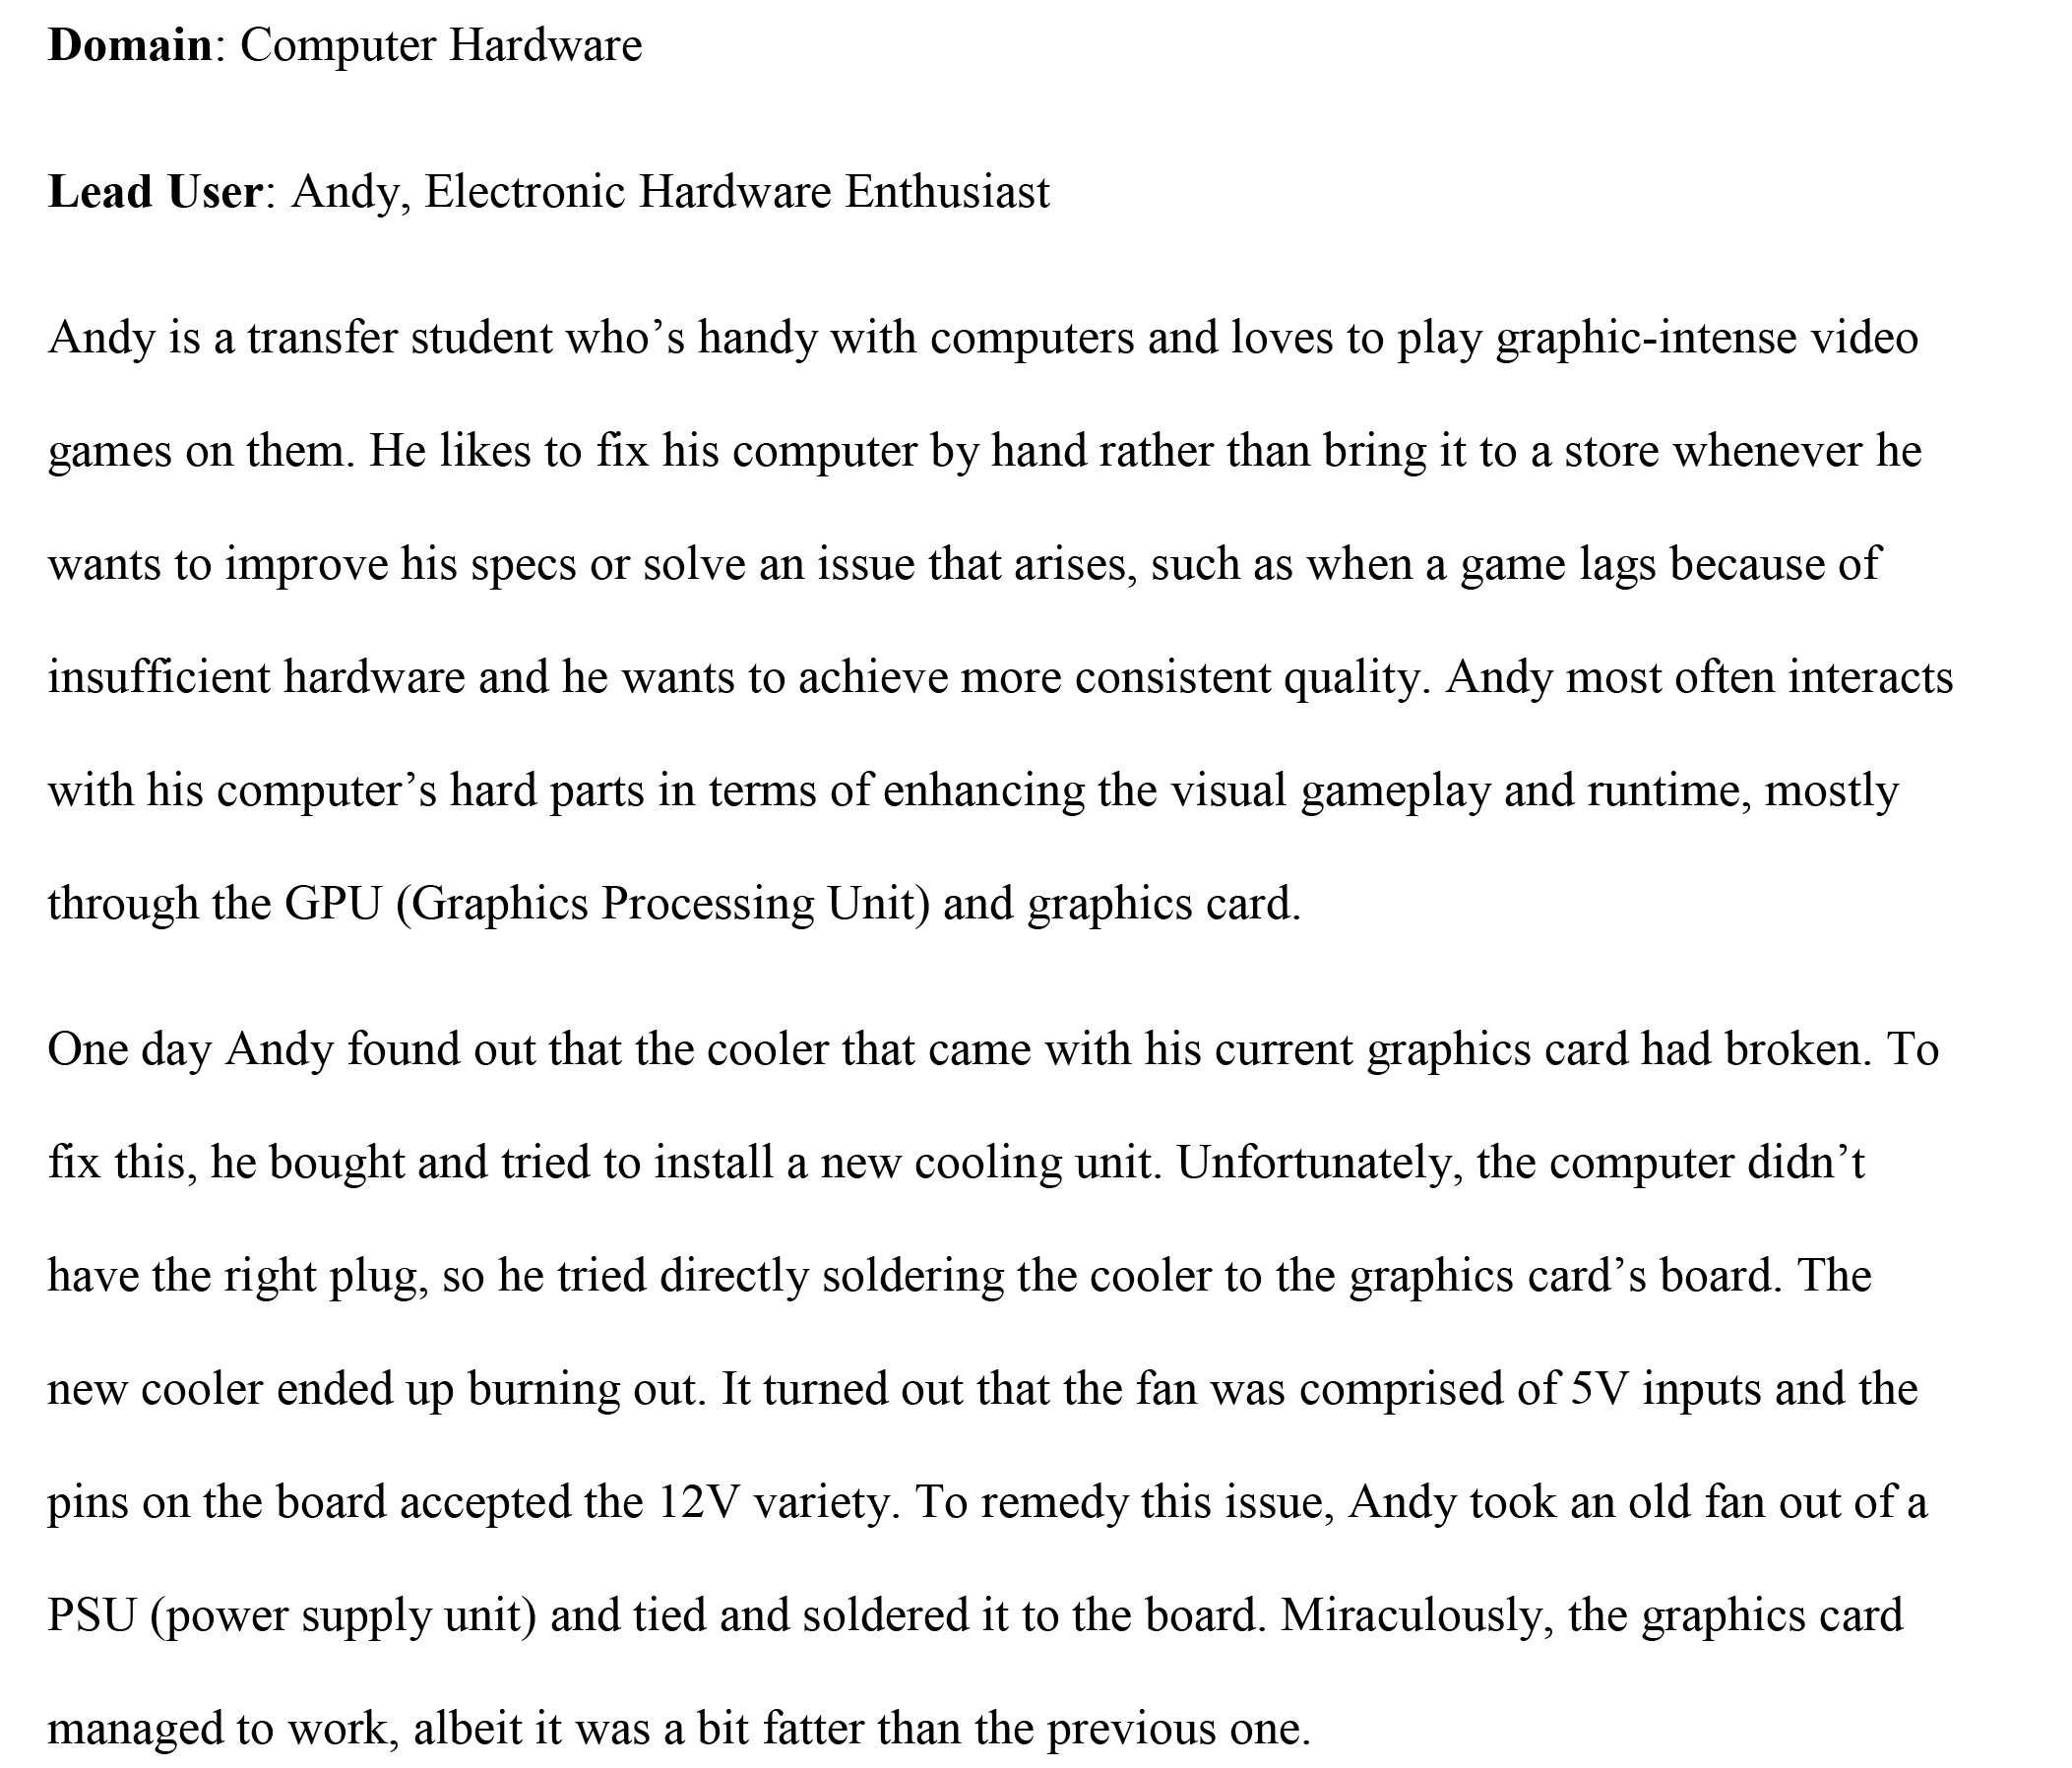 Domain: Computer Hardware
Lead User: Andy, Electronic Hardware Enthusiast
Andy is a transfer student who’s handy with computers and loves to play graphic-intense video
games on them. He likes to fix his computer by hand rather than bring it to a store whenever he
wants to improve his specs or solve an issue that arises, such as when a game lags because of
insufficient hardware and he wants to achieve more consistent quality. Andy most often interacts
with his computer’s hard parts in terms of enhancing the visual gameplay and runtime, mostly
through the GPU (Graphics Processing Unit) and graphics card.
One day Andy found out that the cooler that came with his current graphics card had broken. To
fix this, he bought and tried to install a new cooling unit. Unfortunately, the computer didn’t
have the right plug, so he tried directly soldering the cooler to the graphics card’s board. The
new cooler ended up burning out. It turned out that the fan was comprised of 5V inputs and the
pins on the board accepted the 12V variety. To remedy this issue, Andy took an old fan out of a
PSU (power supply unit) and tied and soldered it to the board. Miraculously, the graphics card
managed to work, albeit it was a bit fatter than the previous one.